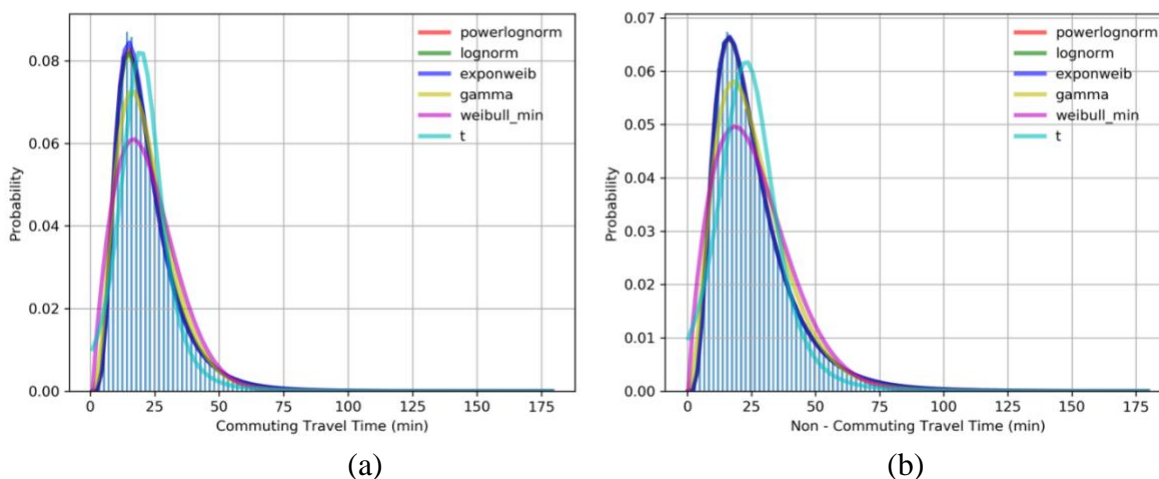 powerlognorm
lognorm
exponweib
gamma
weibull_min
t
0.08
0.06
0.04
0.02
0.00
Probability
0
25
50
75
100
125
150
175
Commuting Travel Time (min)
(a)
powerlognorm
lognorm
exponweib
gamma
weibull_min
t
0.07
0.06
0.05
0.04
0.03
0.02
0.01
0.00
Probability
0
25
50
75
100
125
150
175
Non - Commuting Travel Time (min)
(b)